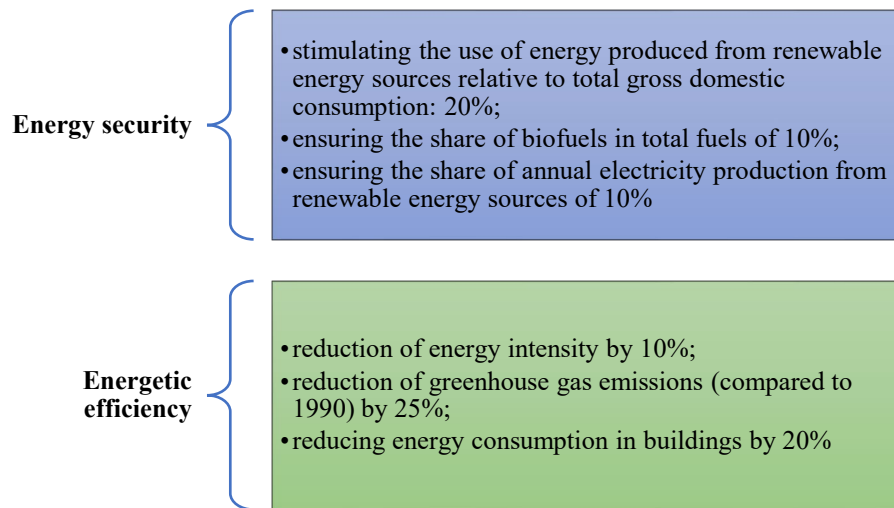 Energy security
•stimulating the use of energy produced from renewable
energy sources relative to total gross domestic
consumption: 20%;
•ensuring the share of biofuels in total fuels of 10%;
•ensuring the share of annual electricity production from
renewable energy sources of 10%
Energetic
efficiency
•reduction of energy intensity by 10%;
•reduction of greenhouse gas emissions (compared to
1990) by 25%;
•reducing energy consumption in buildings by 20%